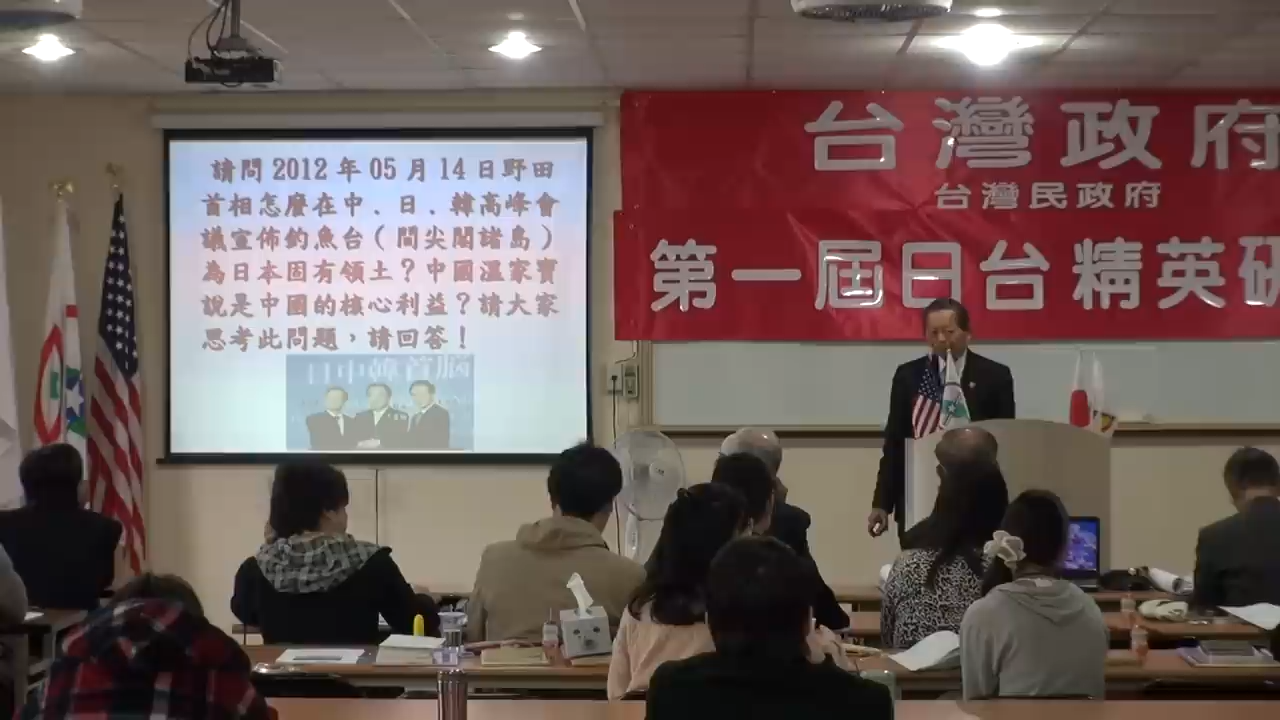 請問 2012 年 05 月 14 日野田
首相怎麼在中、日、韓高峰會
議宣佈釣魚台(間尖閣諸島)
為日本固有領土?中國溫家寶
說是中國的核心利益?請大家
思考此問題,請回答!
日中韓首脳
台灣政府
台灣民政府
第一屆日台精英研